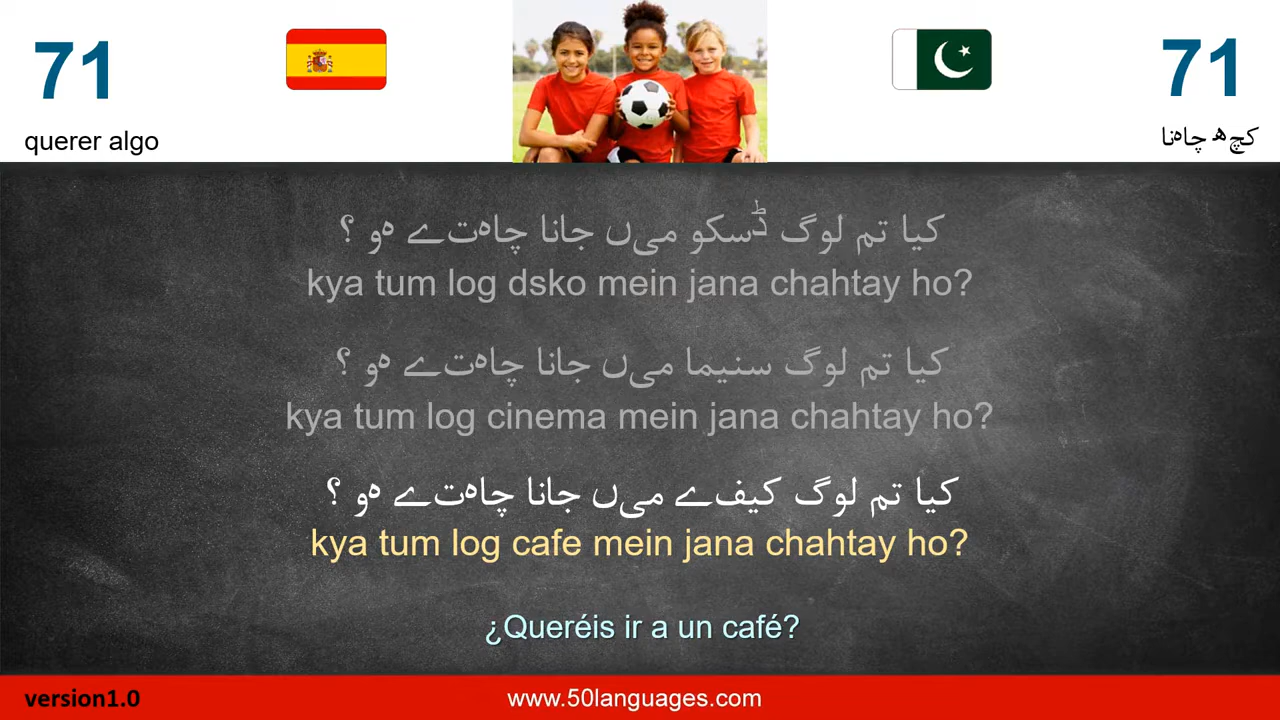 71
71
querer algo
کچھ چاہنا
کیا تم لوگ ڈسکو میں جانا چاہتے ہو ؟
kya tum log dsko mein jana chahtay ho?
کیا تم لوگ سنیما میں جانا چاہتے ہو ؟
kya tum log cinema mein jana chahtay ho?
کیا تم لوگ کیفے میں جانا چاہتے ہو ؟
kya tum log cafe mein jana chahtay ho?
¿Queréis ir a un café?
version1.0
www.50languages.com